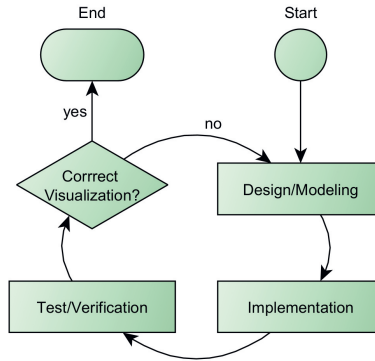 End
Start
yes
no
Corrrect
Visualization?
Design/Modeling
Test/Verification
Implementation